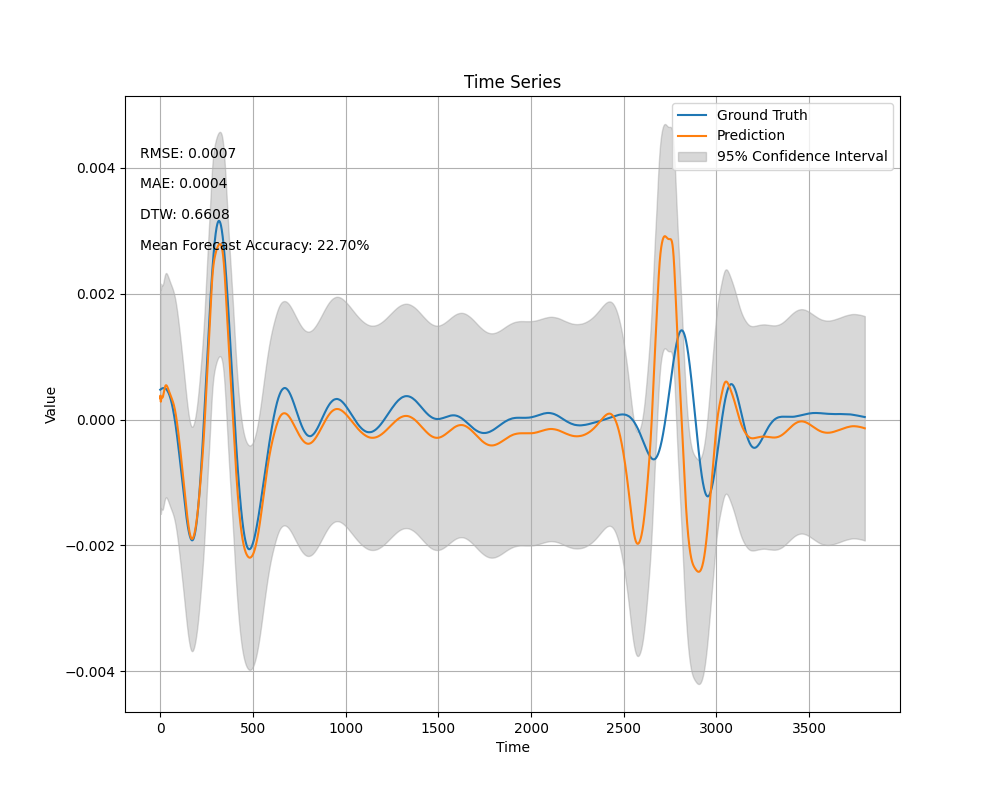 Time Series
Ground Truth
Prediction
95% Confidence Interval
RMSE: 0.0007
MAE: 0.0004
DTW: 0.6608
Mean Forecast Accuracy: 22.70%
0.004
0.002
0.000
−0.002
−0.004
Value
0 500 1000 1500 2000 2500 3000 3500
Time